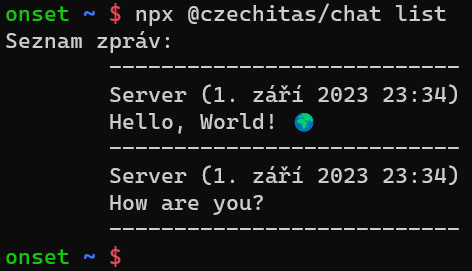 onset ~ $ npx @czechitas/chat list
Seznam zpráv:
--------------------------
Server (1. září 2023 23:34)
Hello, World! 🌍
--------------------------
Server (1. září 2023 23:34)
How are you?
--------------------------
onset ~ $